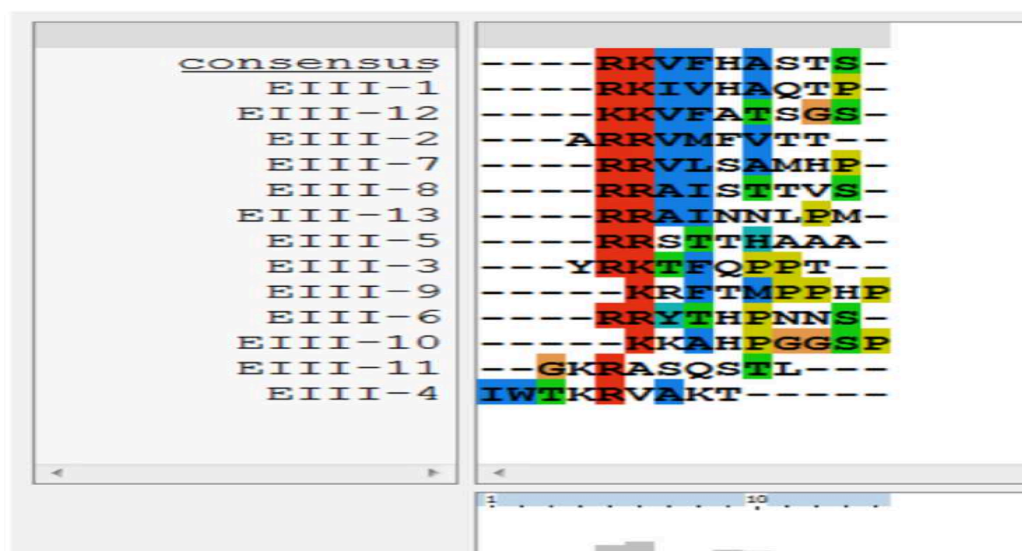 consensus ----RKVFHASTS-
EIII-1 ----RKIVHAQTP-
EIII-12 ----KKVFATSGS-
EIII-2 ---ARRVMFVTT--
EIII-7 ----RRVLSAMHP-
EIII-8 ----RRAISTTVS-
EIII-13 ----RRAINNLPM-
EIII-5 ----RRSTTHAAA-
EIII-3 ---YRKTFQPPT--
EIII-9 -----KRFTMPPHP
EIII-6 ----RRYTHPNNS-
EIII-10 -----KKAHPGGSP
EIII-11 --GKRASQSTL---
EIII-4 IWTKRVAKT-----
1 10